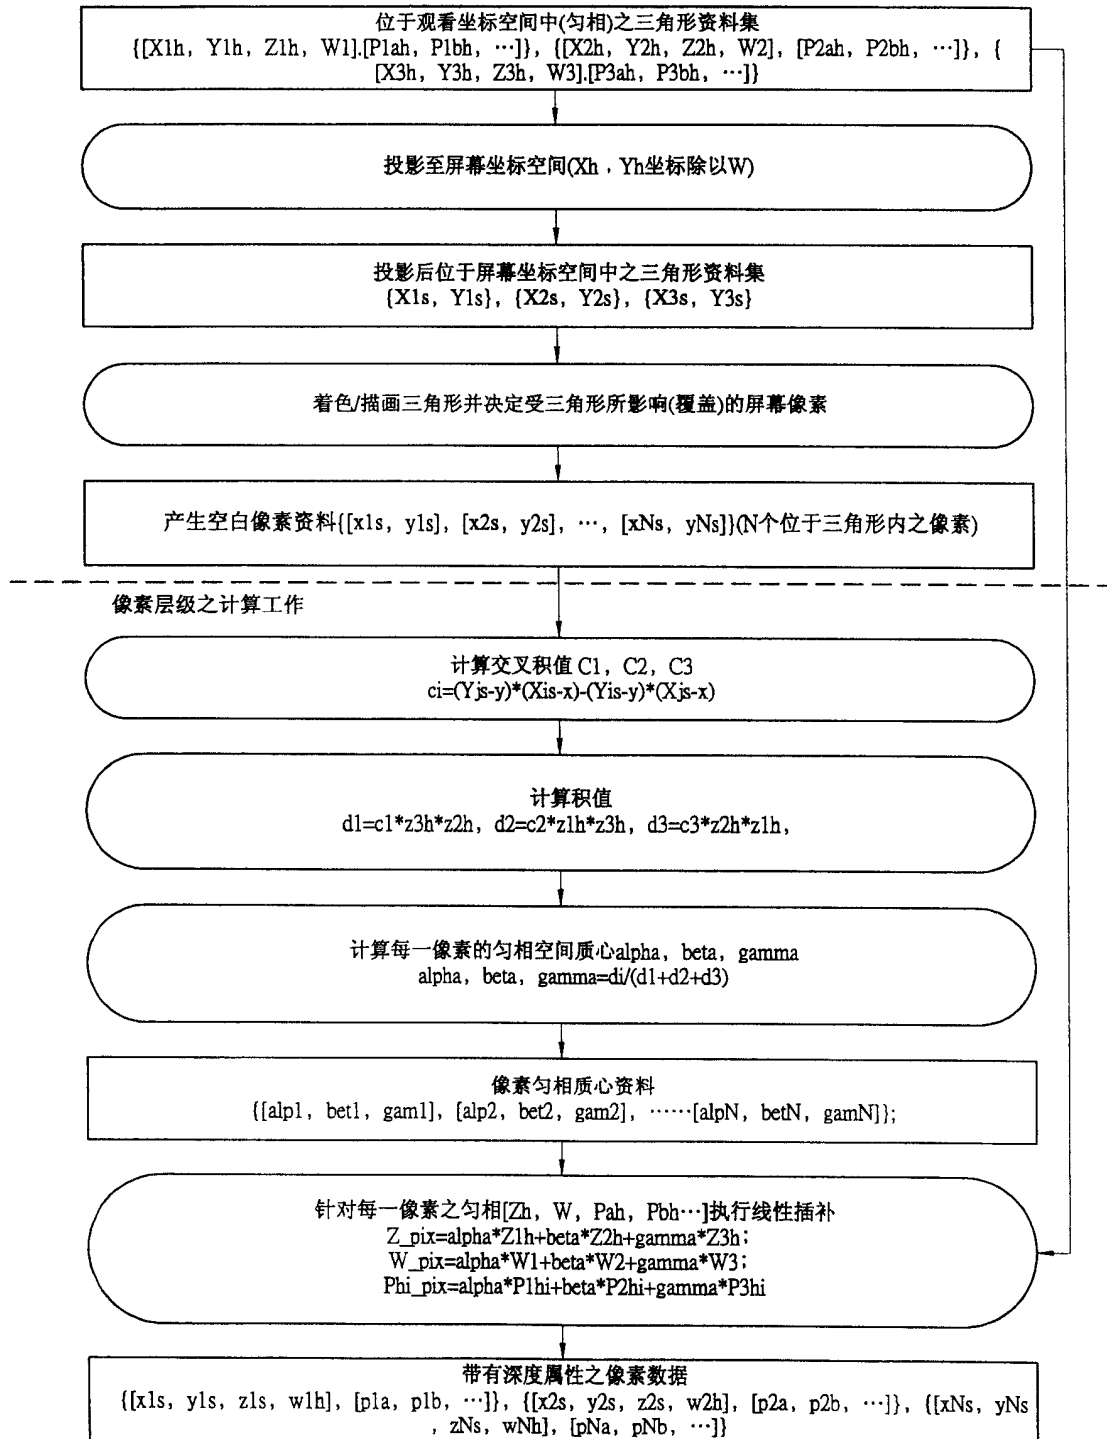 位于观看坐标空间中(匀相)之三角形资料集
{[X1h, Y1h, Z1h, W1].[P1ah, P1bh, …]}, {[X2h, Y2h, Z2h, W2], [P2ah, P2bh, …]}, {
[X3h, Y3h, Z3h, W3].[P3ah, P3bh, …]}
投影至屏幕坐标空间(Xh，Yh坐标除以W)
投影后位于屏幕坐标空间中之三角形资料集
{X1s, Y1s}, {X2s, Y2s}, {X3s, Y3s}
着色/描画三角形并决定受三角形所影响(覆盖)的屏幕像素
产生空白像素资料{[x1s, y1s], [x2s, y2s], …, [xNs, yNs]}(N个位于三角形内之像素)
像素层级之计算工作
计算交叉积值 C1, C2, C3
ci=(Yjs-y)*(Xis-x)-(Yis-y)*(Xjs-x)
计算积值
d1=c1*z3h*z2h, d2=c2*z1h*z3h, d3=c3*z2h*z1h,
计算每一像素的匀相空间质心alpha, beta, gamma
alpha, beta, gamma=di/(d1+d2+d3)
像素匀相质心资料
{[alp1, bet1, gam1], [alp2, bet2, gam2], ……[alpN, betN, gamN]};
针对每一像素之匀相[Zh, W, Pah, Pbh…]执行线性插补
Z_pix=alpha*Z1h+beta*Z2h+gamma*Z3h；
W_pix=alpha*W1+beta*W2+gamma*W3；
Phi_pix=alpha*P1hi+beta*P2hi+gamma*P3hi
带有深度属性之像素数据
{[x1s, y1s, z1s, w1h], [p1a, p1b, …]}, {[x2s, y2s, z2s, w2h], [p2a, p2b, …]}, {[xNs, yNs
, zNs, wNh], [pNa, pNb, …]}